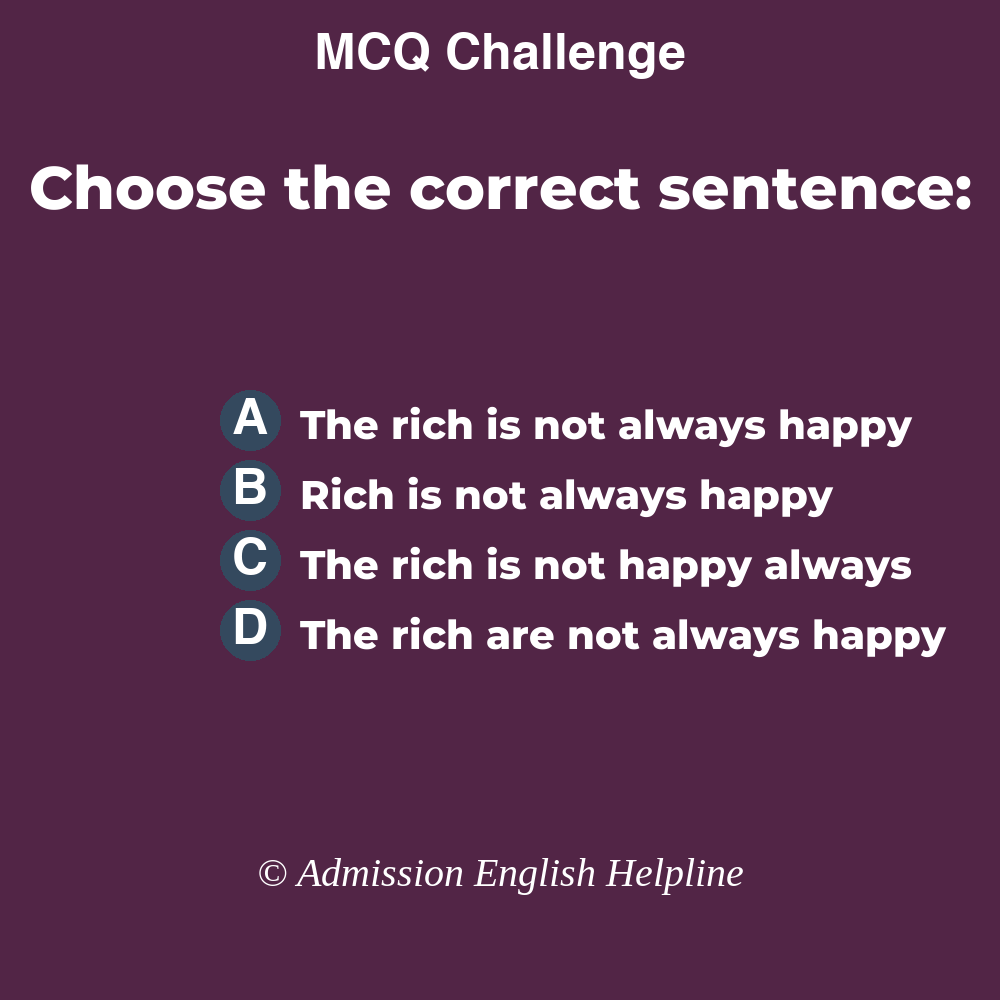 MCQ Challenge
Choose the correct sentence:
A The rich is not always happy
B Rich is not always happy
C The rich is not happy always
D The rich are not always happy
© Admission English Helpline